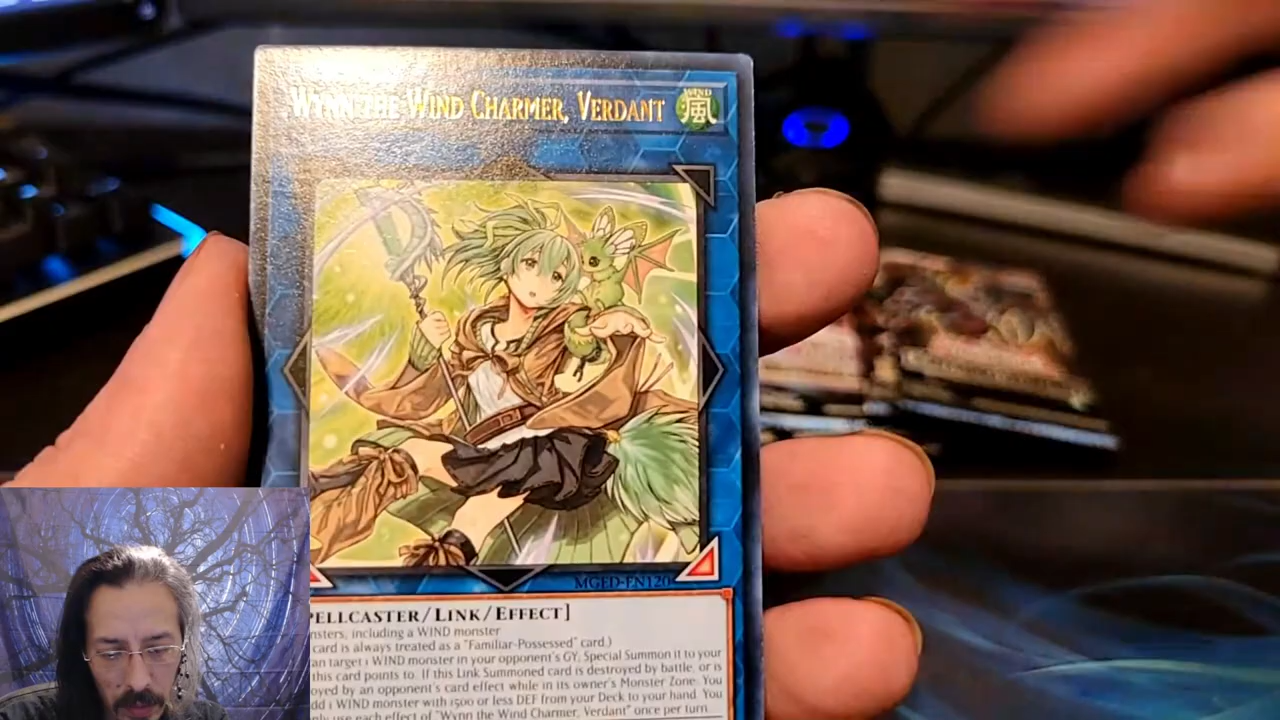 WYNN THE WIND CHARMER, VERDANT
WIND
風
MGED-EN120
PELLCASTER/LINK/EFFECT]
nsters, including a WIND monster
card is always treated as a "Familiar-Possessed" card.)
an target 1 WIND monster in your opponent's GY; Special Summon it to your
this card points to. If this Link Summoned card is destroyed by battle, or is
oyed by an opponent's card effect while in its owner's Monster Zone: You
dd 1 WIND monster with 1500 or less DEF from your Deck to your hand. You
nly use each effect of "Wynn the Wind Charmer, Verdant" once per turn.